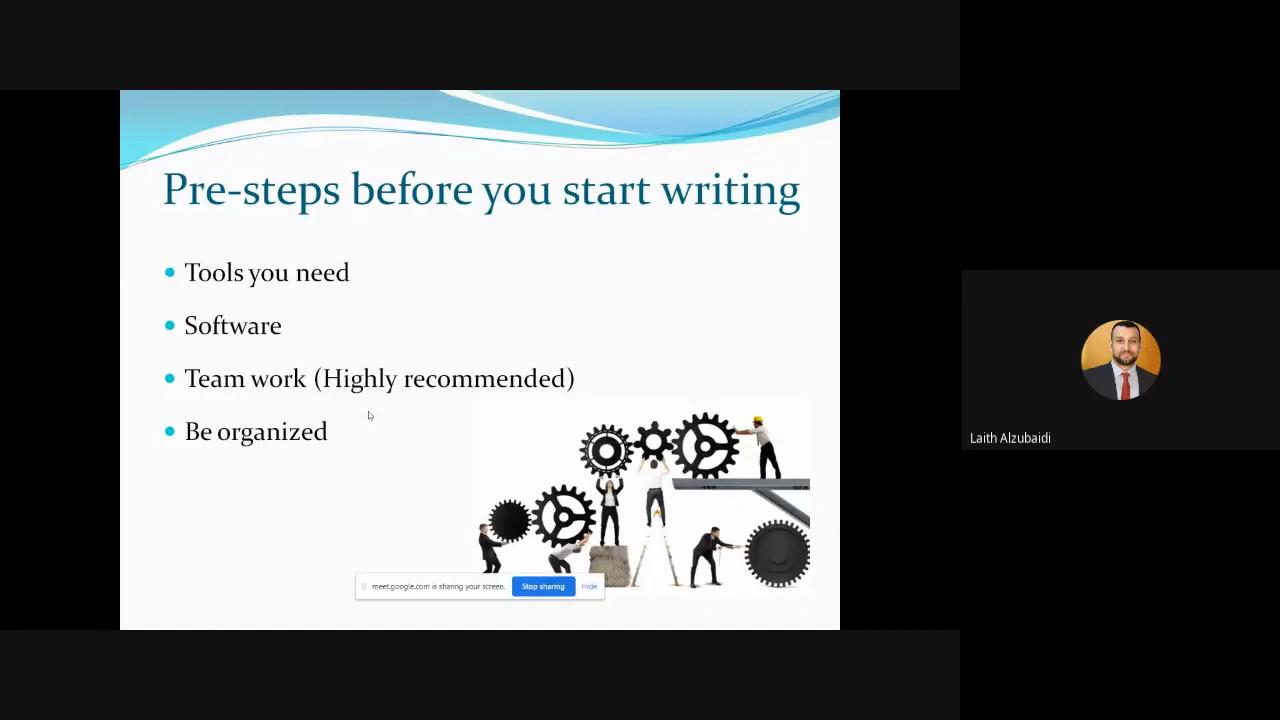 Pre-steps before you start writing
Tools you need
Software
Team work (Highly recommended)
Be organized
meet.google.com is sharing your screen. Stop sharing Hide
Laith Alzubaidi